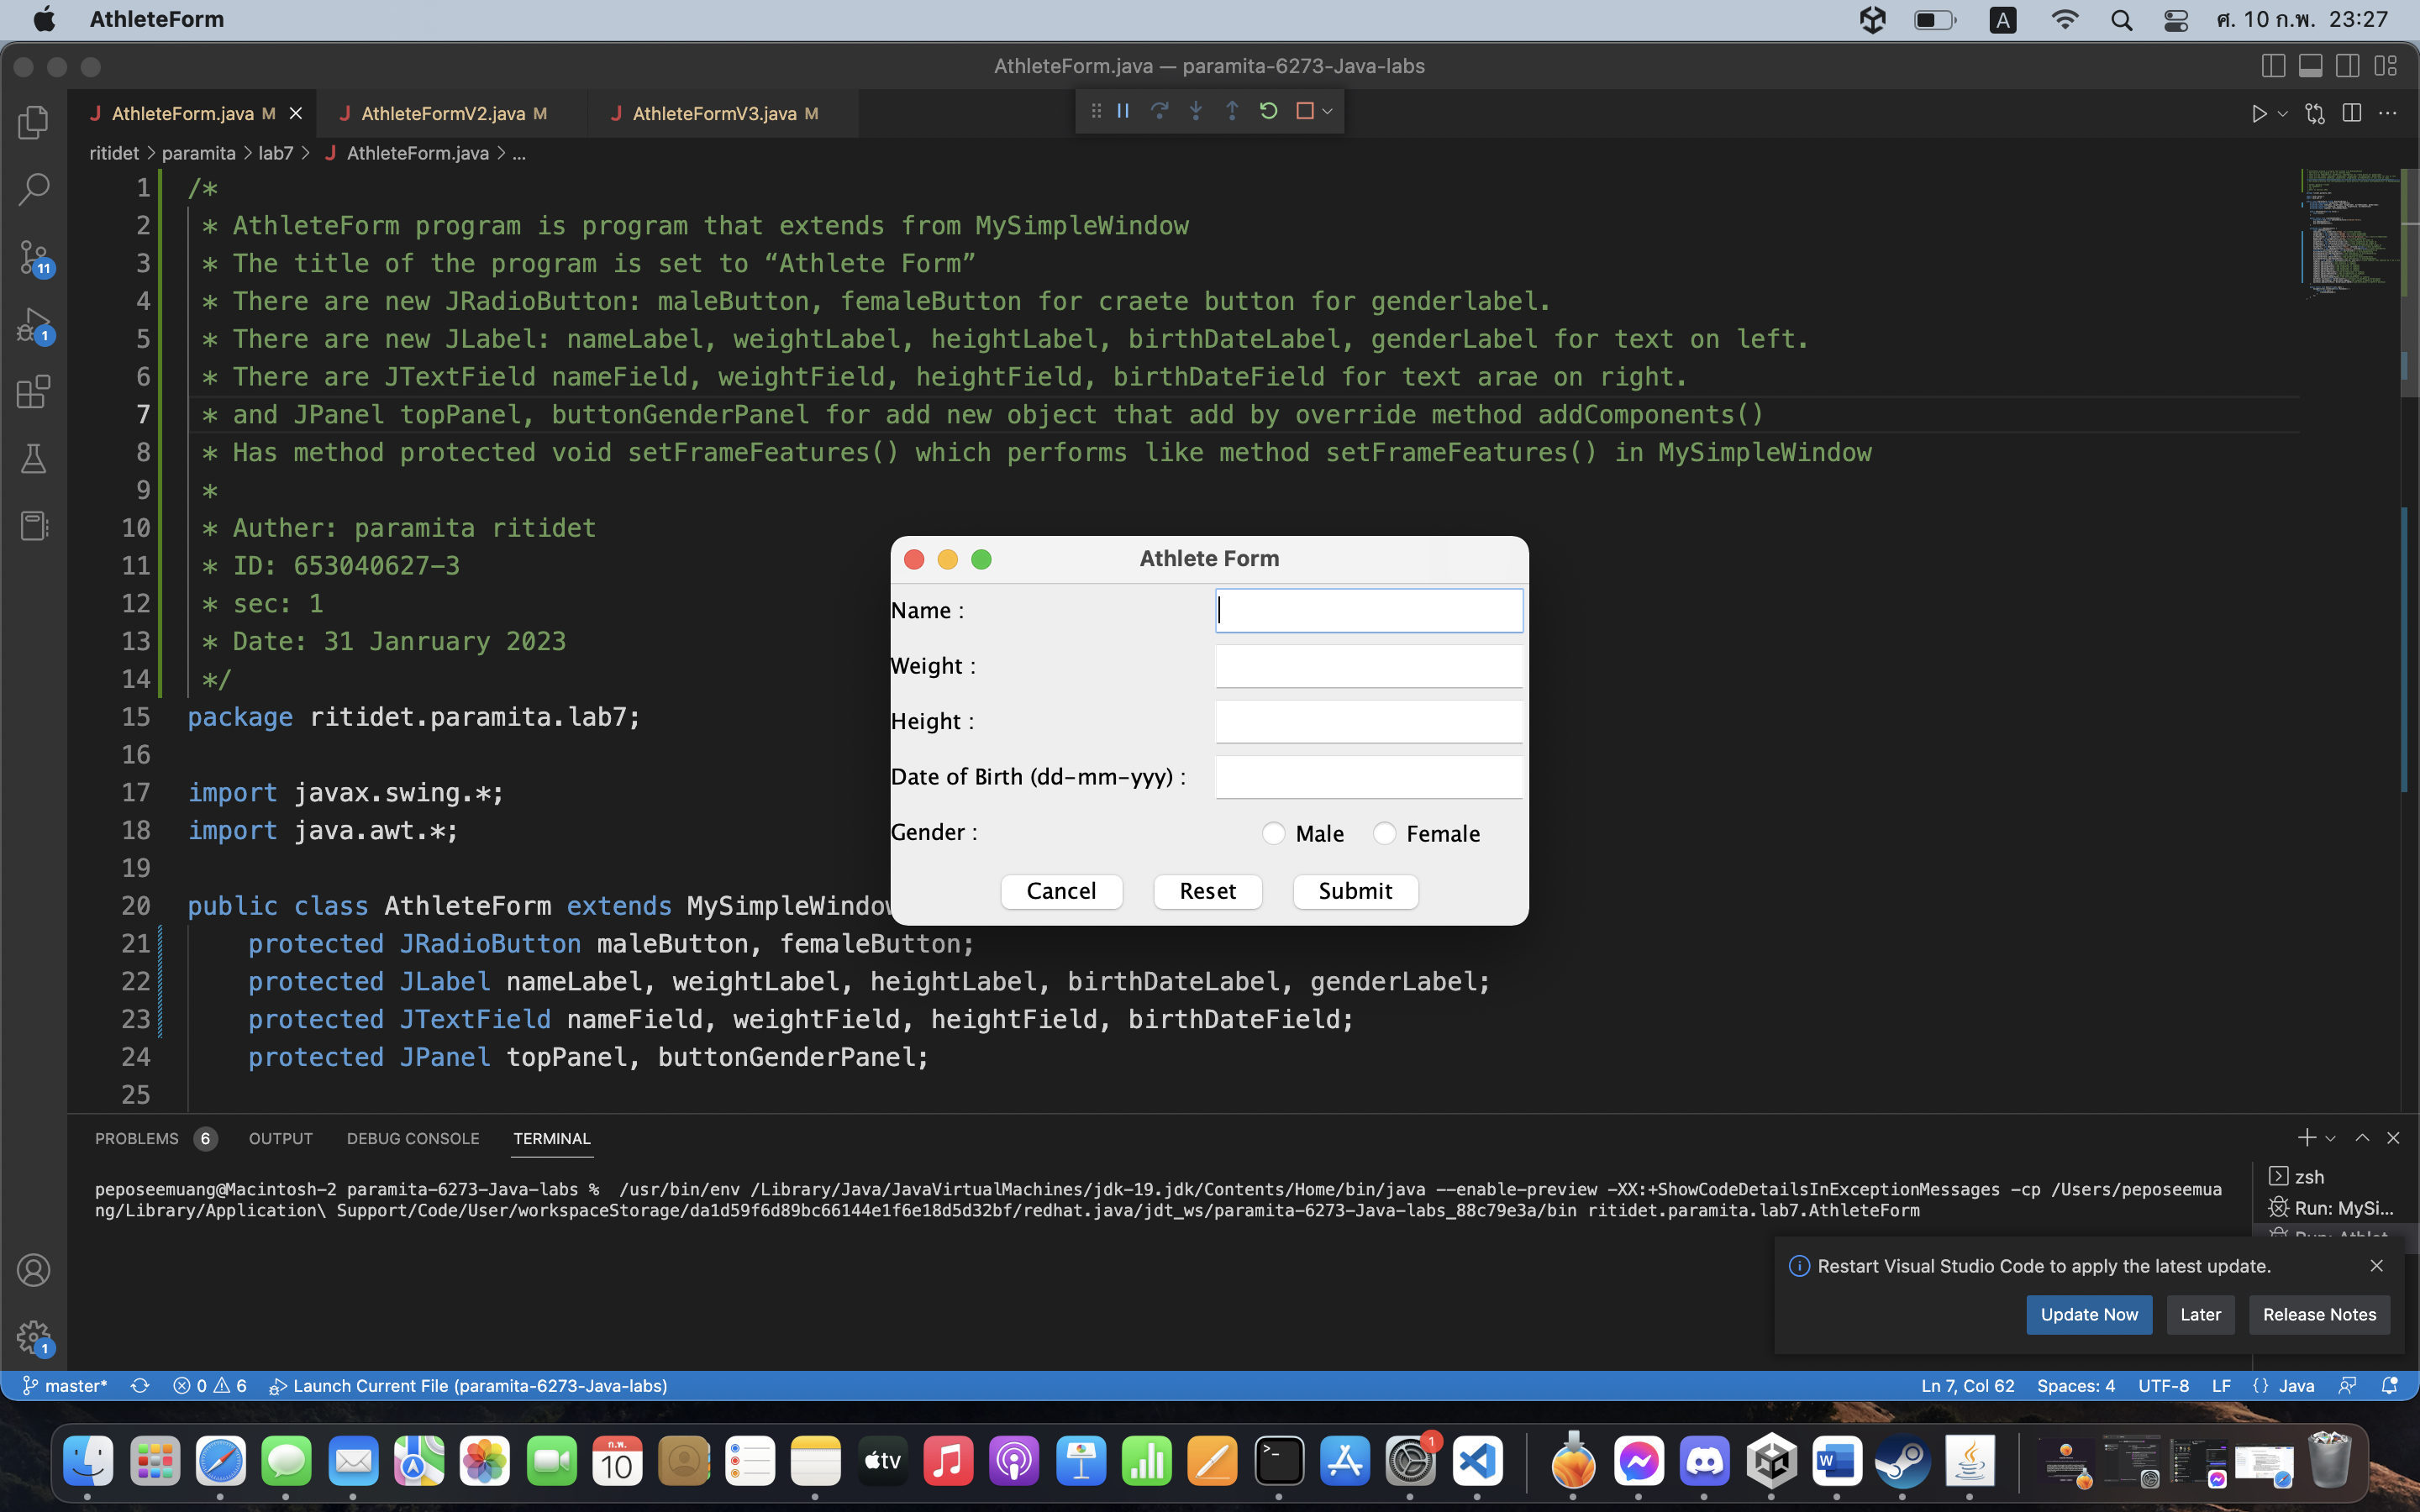 AthleteForm
A
ศ. 10 ก.พ. 23:27
AthleteForm.java — paramita-6273-Java-labs
J AthleteForm.java M
J AthleteFormV2.java M
J AthleteFormV3.java M
ritidet > paramita > lab7 > J AthleteForm.java > ...
1 /*
2 * AthleteForm program is program that extends from MySimpleWindow
3 * The title of the program is set to “Athlete Form”
4 * There are new JRadioButton: maleButton, femaleButton for craete button for genderlabel.
5 * There are new JLabel: nameLabel, weightLabel, heightLabel, birthDateLabel, genderLabel for text on left.
6 * There are JTextField nameField, weightField, heightField, birthDateField for text arae on right.
7 * and JPanel topPanel, buttonGenderPanel for add new object that add by override method addComponents()
8 * Has method protected void setFrameFeatures() which performs like method setFrameFeatures() in MySimpleWindow
9 *
10 * Auther: paramita ritidet
11 * ID: 653040627-3
12 * sec: 1
13 * Date: 31 Janruary 2023
14 */
15 package ritidet.paramita.lab7;
16
17 import javax.swing.*;
18 import java.awt.*;
19
20 public class AthleteForm extends MySimpleWindow
21 protected JRadioButton maleButton, femaleButton;
22 protected JLabel nameLabel, weightLabel, heightLabel, birthDateLabel, genderLabel;
23 protected JTextField nameField, weightField, heightField, birthDateField;
24 protected JPanel topPanel, buttonGenderPanel;
25
11
1
1
Athlete Form
Name :
Weight :
Height :
Date of Birth (dd-mm-yyy) :
Gender :
Male
Female
Cancel
Reset
Submit
PROBLEMS 6 OUTPUT DEBUG CONSOLE TERMINAL
peposeemuang@Macintosh-2 paramita-6273-Java-labs % /usr/bin/env /Library/Java/JavaVirtualMachines/jdk-19.jdk/Contents/Home/bin/java --enable-preview -XX:+ShowCodeDetailsInExceptionMessages -cp /Users/peposeemua
ng/Library/Application\ Support/Code/User/workspaceStorage/da1d59f6d89bc66144e1f6e18d5d32bf/redhat.java/jdt_ws/paramita-6273-Java-labs_88c79e3a/bin ritidet.paramita.lab7.AthleteForm
zsh
Run: MySi...
Restart Visual Studio Code to apply the latest update.
Update Now
Later
Release Notes
master* 0 6 Launch Current File (paramita-6273-Java-labs)
Ln 7, Col 62 Spaces: 4 UTF-8 LF {} Java
ก.พ.
10
tv
1
W